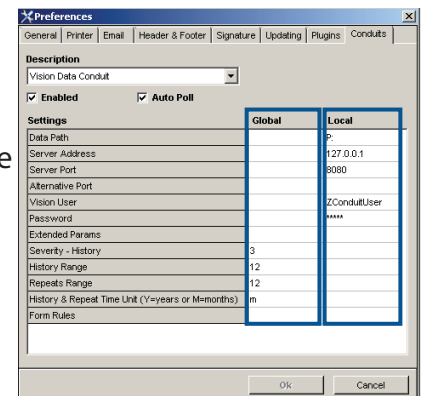 Preferences
General Printer Email Header & Footer Signature Updating Plugins Conduits
Description
Vision Data Conduit
Enabled Auto Poll
Settings Global Local
Data Path P:
Server Address 127.0.0.1
e
Server Port 8080
Alternative Port
Vision User ZConduitUser
Password *****
Extended Params
Severity - History 3
History Range 12
Repeats Range 12
History & Repeat Time Unit (Y=years or M=months) m
Form Rules
Ok Cancel